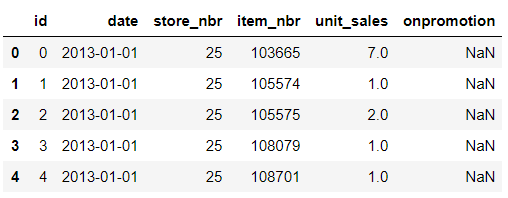 id date store_nbr item_nbr unit_sales onpromotion
0 0 2013-01-01 25 103665 7.0 NaN
1 1 2013-01-01 25 105574 1.0 NaN
2 2 2013-01-01 25 105575 2.0 NaN
3 3 2013-01-01 25 108079 1.0 NaN
4 4 2013-01-01 25 108701 1.0 NaN